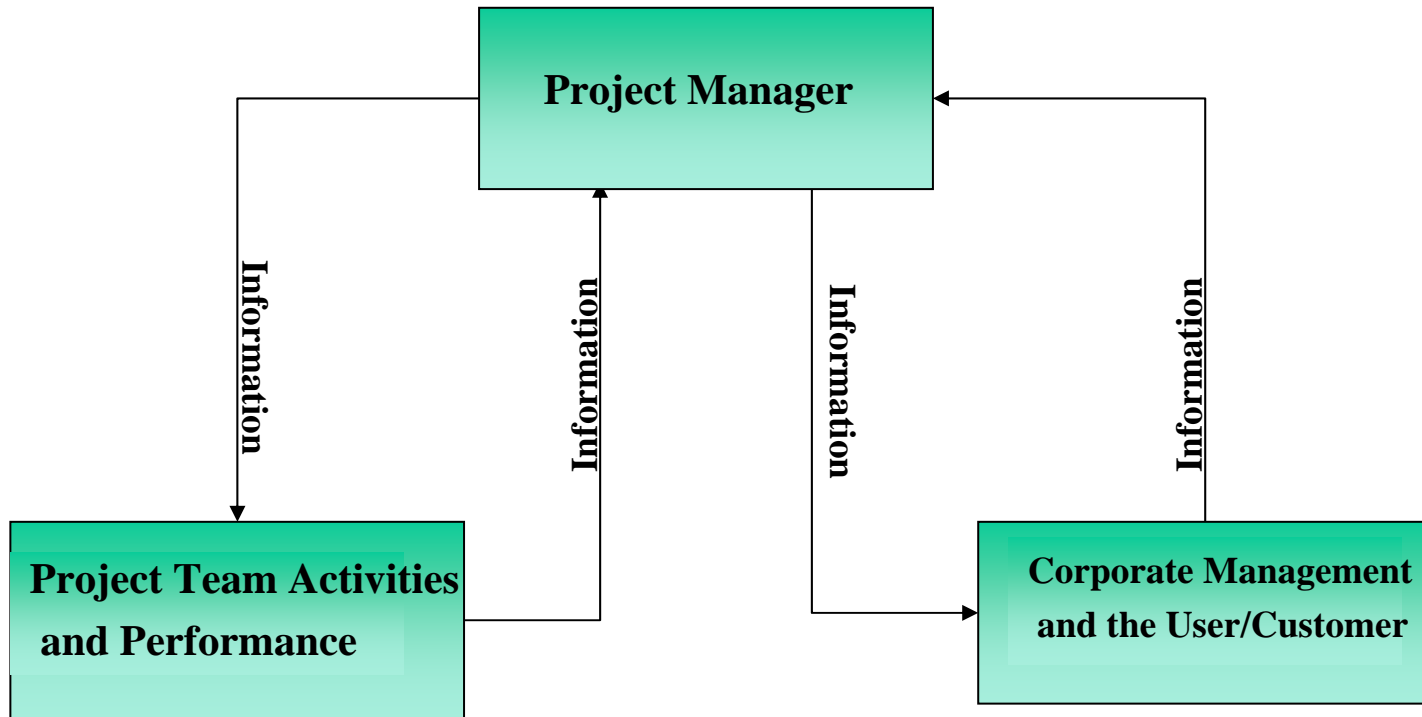 Project Manager
Information
Information
Information
Information
Project Team Activities
and Performance
Corporate Management
and the User/Customer